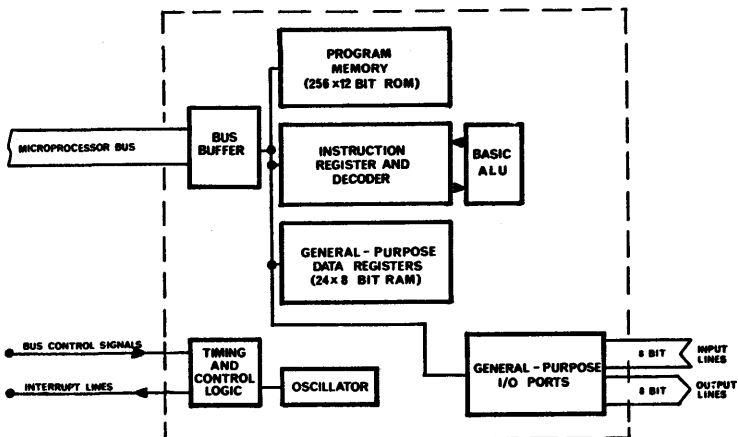 PROGRAM
MEMORY
(256 x 12 BIT ROM)
MICROPROCESSOR BUS
BUS
BUFFER
INSTRUCTION
REGISTER AND
DECODER
BASIC
ALU
GENERAL - PURPOSE
DATA REGISTERS
(24 x 8 BIT RAM)
BUS CONTROL SIGNALS
INTERRUPT LINES
TIMING
AND
CONTROL
LOGIC
OSCILLATOR
GENERAL - PURPOSE
I/O PORTS
8 BIT
INPUT
LINES
8 BIT
OUTPUT
LINES